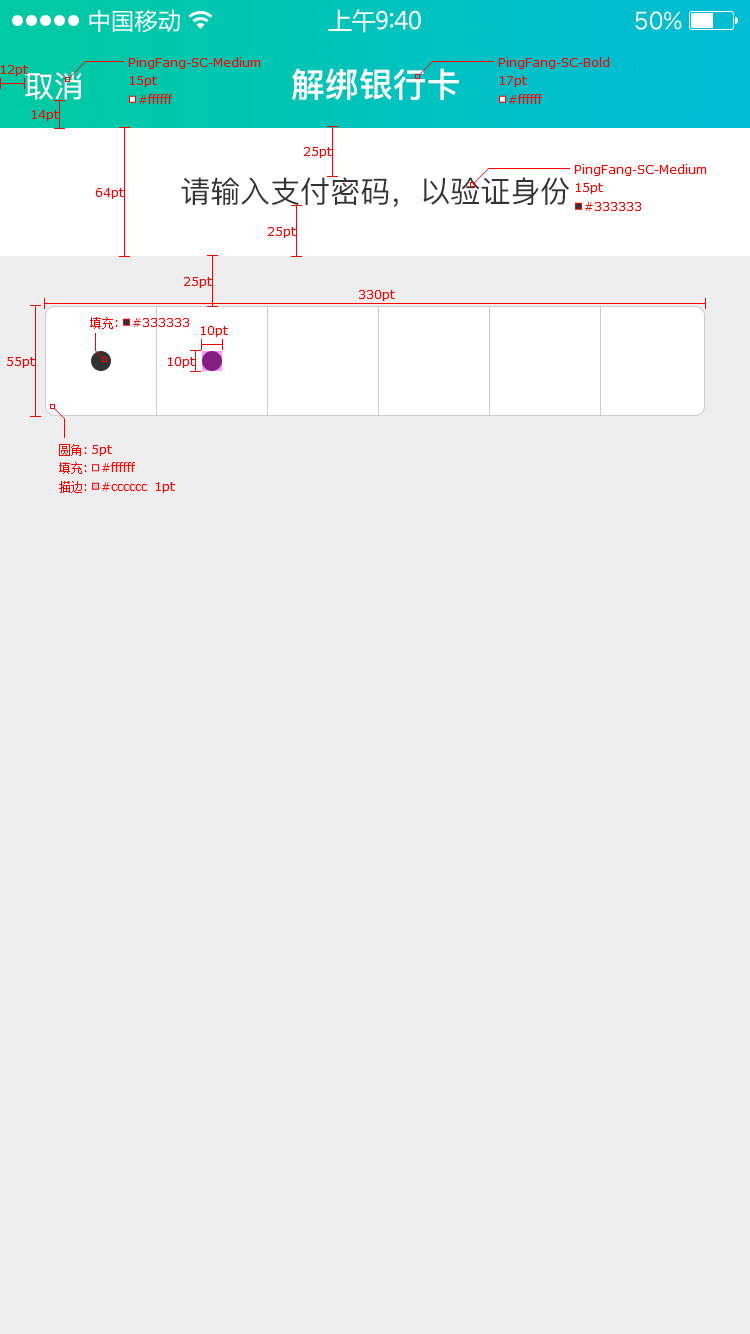 中国移动 上午9:40 50%
12pt
取消
PingFang-SC-Medium
15pt
#ffffff
14pt
解绑银行卡
PingFang-SC-Bold
17pt
#ffffff
25pt
64pt
请输入支付密码，以验证身份
PingFang-SC-Medium
15pt
#333333
25pt
25pt
330pt
填充: #333333
10pt
55pt
10pt
圆角: 5pt
填充: #ffffff
描边: #cccccc 1pt